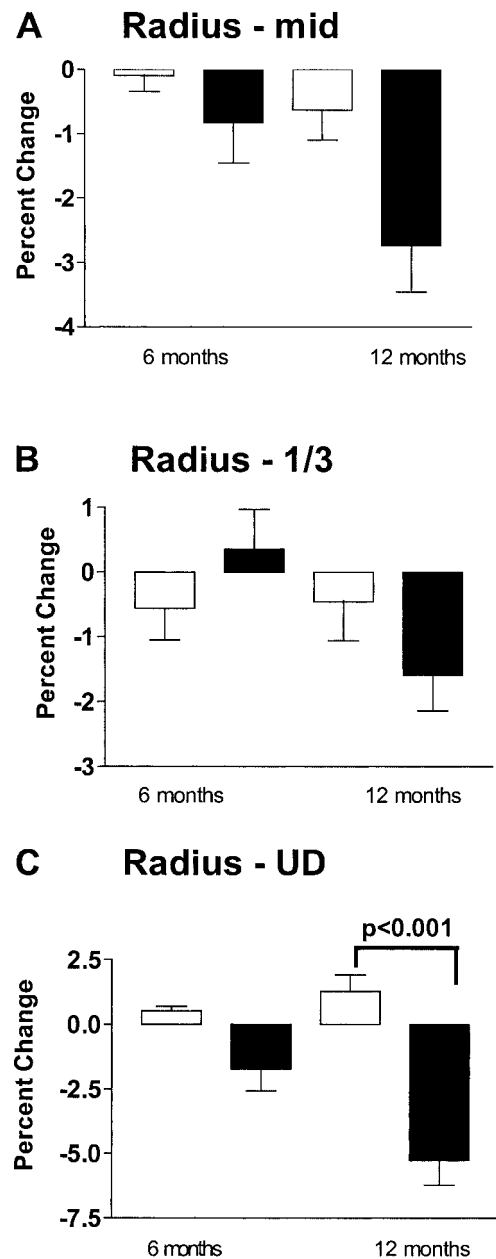 A Radius - mid
Percent Change
0
-1
-2
-3
-4
6 months 12 months
B Radius - 1/3
Percent Change
1
0
-1
-2
-3
6 months 12 months
C Radius - UD
p<0.001
Percent Change
2.5
0.0
-2.5
-5.0
-7.5
6 months 12 months